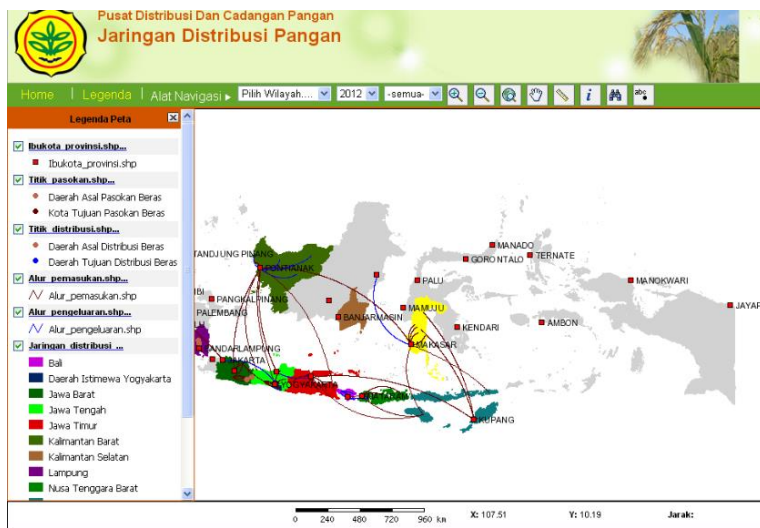 Pusat Distribusi Dan Cadangan Pangan
Jaringan Distribusi Pangan
Home | Legenda | Alat Navigasi ▸ Pilih Wilayah.... 2012 -semua- i abc
Legenda Peta X
Ibukota_provinsi.shp...
Ibukota_provinsi.shp
Titik_pasokan.shp...
Daerah Asal Pasokan Beras
Kota Tujuan Pasokan Beras
Titik_distribusi.shp...
Daerah Asal Distribusi Beras
Daerah Tujuan Distribusi Beras
Alur_pemasukan.shp...
Alur_pemasukan.shp
Alur_pengeluaran.shp...
Alur_pengeluaran.shp
Jaringan_distribusi_...
Bali
Daerah Istimewa Yogyakarta
Jawa Barat
Jawa Tengah
Jawa Timur
Kalimantan Barat
Kalimantan Selatan
Lampung
Nusa Tenggara Barat
MANADO
GORONTALO
TERNATE
TANDJUNG PINANG
PONTIANAK
PALU
MANOKWARI
PANGKALPINANG
MAMUJU
JAYAP
PALEMBANG
BANJARMASIN
KENDARI
AMBON
MAKASAR
BANDARLAMPUNG
JAKARTA
KUPANG
0 240 480 720 960 km
X: 107.51
Y: 10.19
Jarak: